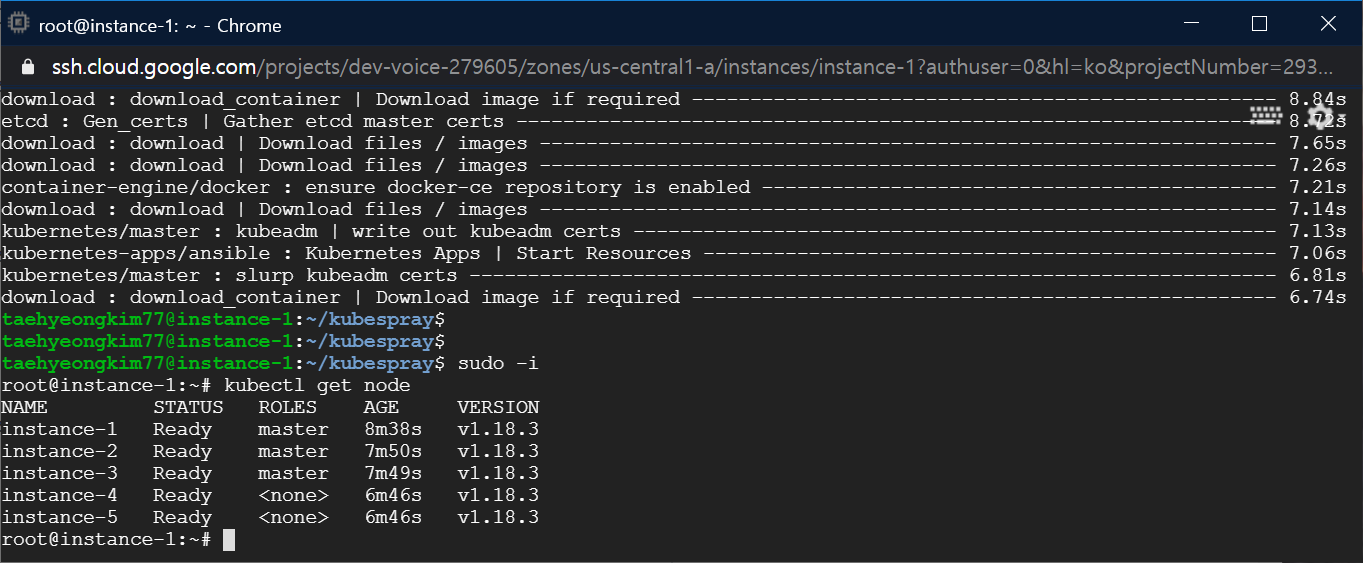 root@instance-1: ~ - Chrome
ssh.cloud.google.com/projects/dev-voice-279605/zones/us-central1-a/instances/instance-1?authuser=0&hl=ko&projectNumber=293...
download : download_container | Download image if required -------------------------------------------------- 8.84s
etcd : Gen_certs | Gather etcd master certs ----------------------------------------------------------------- 8.72s
download : download | Download files / images --------------------------------------------------------------- 7.65s
download : download | Download files / images --------------------------------------------------------------- 7.26s
container-engine/docker : ensure docker-ce repository is enabled -------------------------------------------- 7.21s
download : download | Download files / images --------------------------------------------------------------- 7.14s
kubernetes/master : kubeadm | write out kubeadm certs ------------------------------------------------------- 7.13s
kubernetes-apps/ansible : Kubernetes Apps | Start Resources -------------------------------------------------- 7.06s
kubernetes/master : slurp kubeadm certs --------------------------------------------------------------------- 6.81s
download : download_container | Download image if required -------------------------------------------------- 6.74s
taehyeongkim77@instance-1:~/kubespray$
taehyeongkim77@instance-1:~/kubespray$
taehyeongkim77@instance-1:~/kubespray$ sudo -i
root@instance-1:~# kubectl get node
NAME         STATUS   ROLES    AGE     VERSION
instance-1   Ready    master   8m38s   v1.18.3
instance-2   Ready    master   7m50s   v1.18.3
instance-3   Ready    master   7m49s   v1.18.3
instance-4   Ready    <none>   6m46s   v1.18.3
instance-5   Ready    <none>   6m46s   v1.18.3
root@instance-1:~#